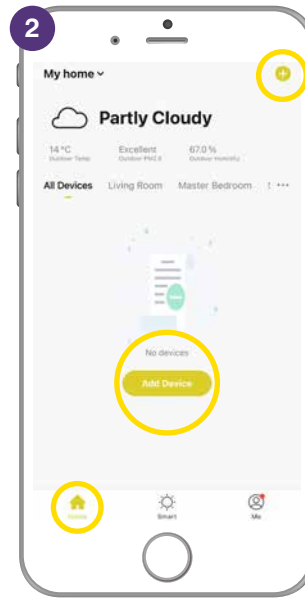 2
My home
Partly Cloudy
14 °C Excellent 67.0 %
Outdoor Temp Outdoor PM2.5 Outdoor Humidity
All Devices Living Room Master Bedroom
No devices
Add Device
Home Smart Me